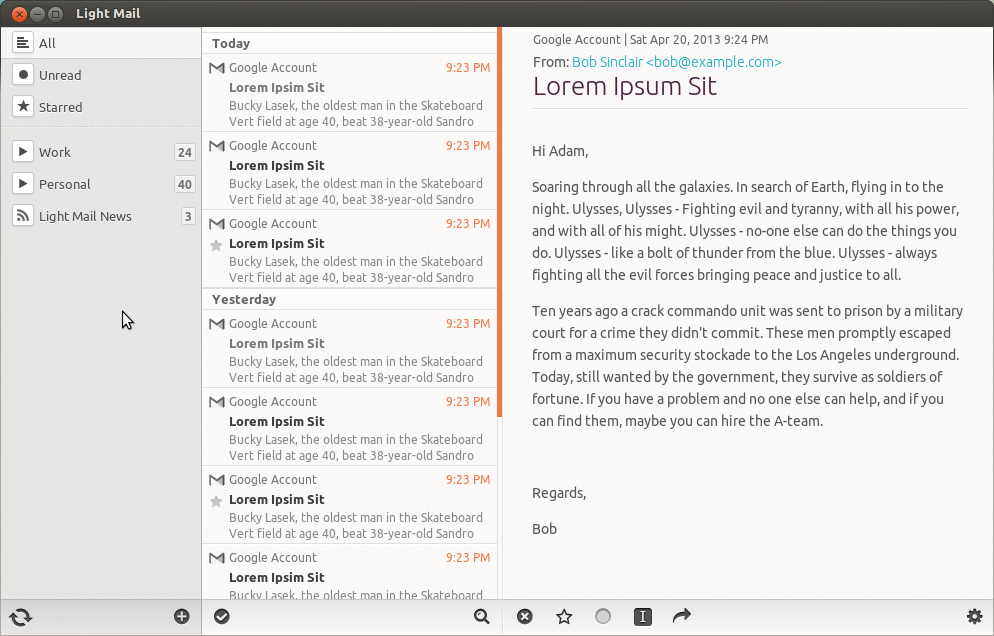 Light Mail
All
Unread
Starred
Work 24
Personal 40
Light Mail News 3
Today
Google Account 9:23 PM
Lorem Ipsim Sit
Bucky Lasek, the oldest man in the Skateboard
Vert field at age 40, beat 38-year-old Sandro
Google Account 9:23 PM
Lorem Ipsim Sit
Bucky Lasek, the oldest man in the Skateboard
Vert field at age 40, beat 38-year-old Sandro
Google Account 9:23 PM
Lorem Ipsim Sit
Bucky Lasek, the oldest man in the Skateboard
Vert field at age 40, beat 38-year-old Sandro
Yesterday
Google Account 9:23 PM
Lorem Ipsim Sit
Bucky Lasek, the oldest man in the Skateboard
Vert field at age 40, beat 38-year-old Sandro
Google Account 9:23 PM
Lorem Ipsim Sit
Bucky Lasek, the oldest man in the Skateboard
Vert field at age 40, beat 38-year-old Sandro
Google Account 9:23 PM
Lorem Ipsim Sit
Bucky Lasek, the oldest man in the Skateboard
Vert field at age 40, beat 38-year-old Sandro
Google Account 9:23 PM
Lorem Ipsim Sit
Bucky Lasek, the oldest man in the Skateboard
Google Account | Sat Apr 20, 2013 9:24 PM
From: Bob Sinclair <bob@example.com>
Lorem Ipsum Sit
Hi Adam,
Soaring through all the galaxies. In search of Earth, flying in to the
night. Ulysses, Ulysses - Fighting evil and tyranny, with all his power,
and with all of his might. Ulysses - no-one else can do the things you
do. Ulysses - like a bolt of thunder from the blue. Ulysses - always
fighting all the evil forces bringing peace and justice to all.
Ten years ago a crack commando unit was sent to prison by a military
court for a crime they didn't commit. These men promptly escaped
from a maximum security stockade to the Los Angeles underground.
Today, still wanted by the government, they survive as soldiers of
fortune. If you have a problem and no one else can help, and if you
can find them, maybe you can hire the A-team.
Regards,
Bob